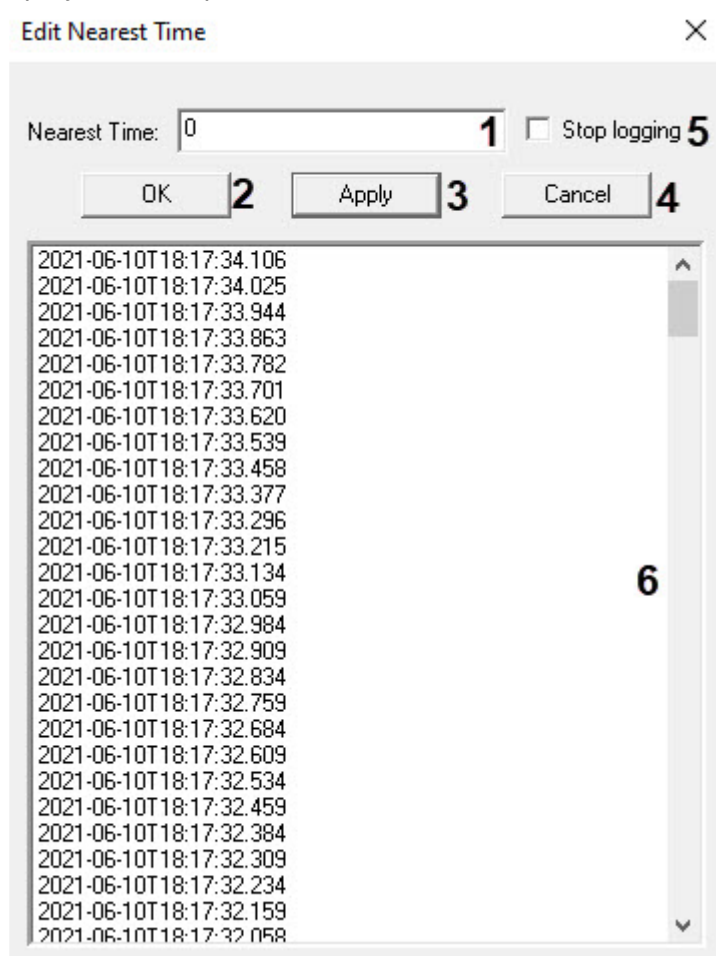 Edit Nearest Time
Nearest Time: 0 1 Stop logging 5
OK 2 Apply 3 Cancel 4
2021-06-10T18:17:34.106
2021-06-10T18:17:34.025
2021-06-10T18:17:33.944
2021-06-10T18:17:33.863
2021-06-10T18:17:33.782
2021-06-10T18:17:33.701
2021-06-10T18:17:33.620
2021-06-10T18:17:33.539
2021-06-10T18:17:33.458
2021-06-10T18:17:33.377
2021-06-10T18:17:33.296
2021-06-10T18:17:33.215
2021-06-10T18:17:33.134
6
2021-06-10T18:17:33.059
2021-06-10T18:17:32.984
2021-06-10T18:17:32.909
2021-06-10T18:17:32.834
2021-06-10T18:17:32.759
2021-06-10T18:17:32.684
2021-06-10T18:17:32.609
2021-06-10T18:17:32.534
2021-06-10T18:17:32.459
2021-06-10T18:17:32.384
2021-06-10T18:17:32.309
2021-06-10T18:17:32.234
2021-06-10T18:17:32.159
2021-06-10T18:17:32.058